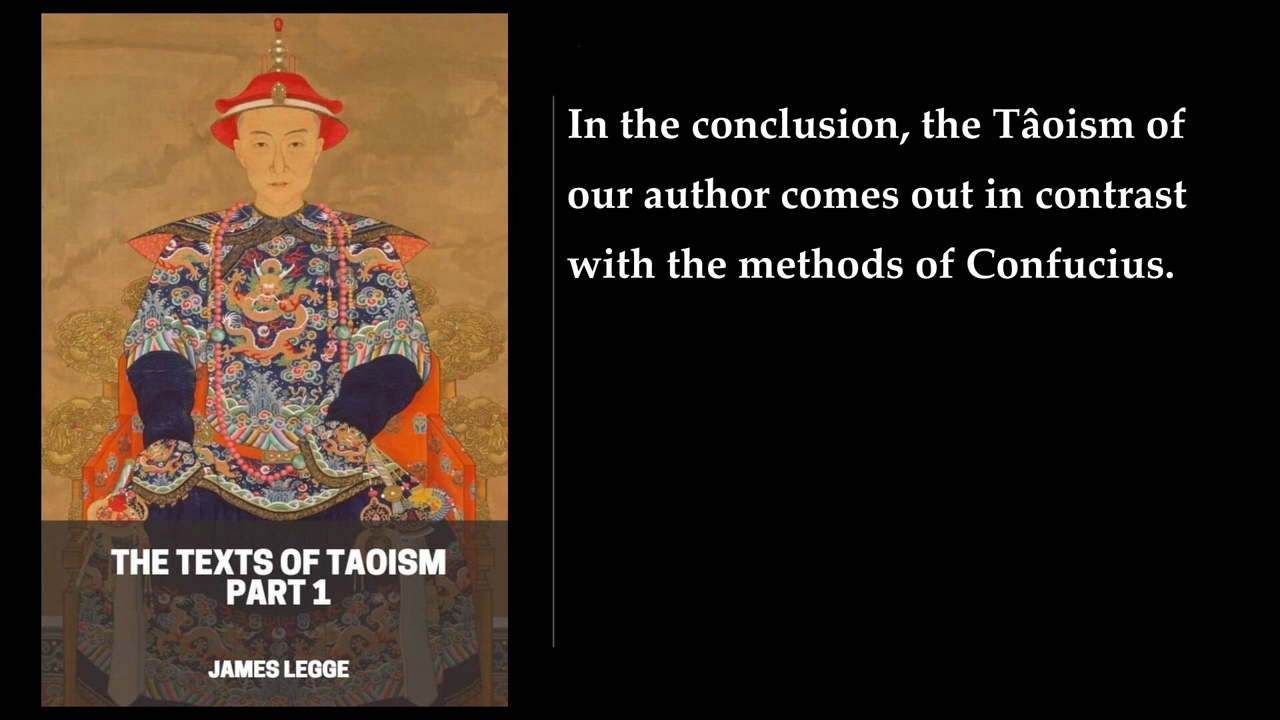 THE TEXTS OF TAOISM
PART 1
JAMES LEGGE
In the conclusion, the Tâoism of
our author comes out in contrast
with the methods of Confucius.